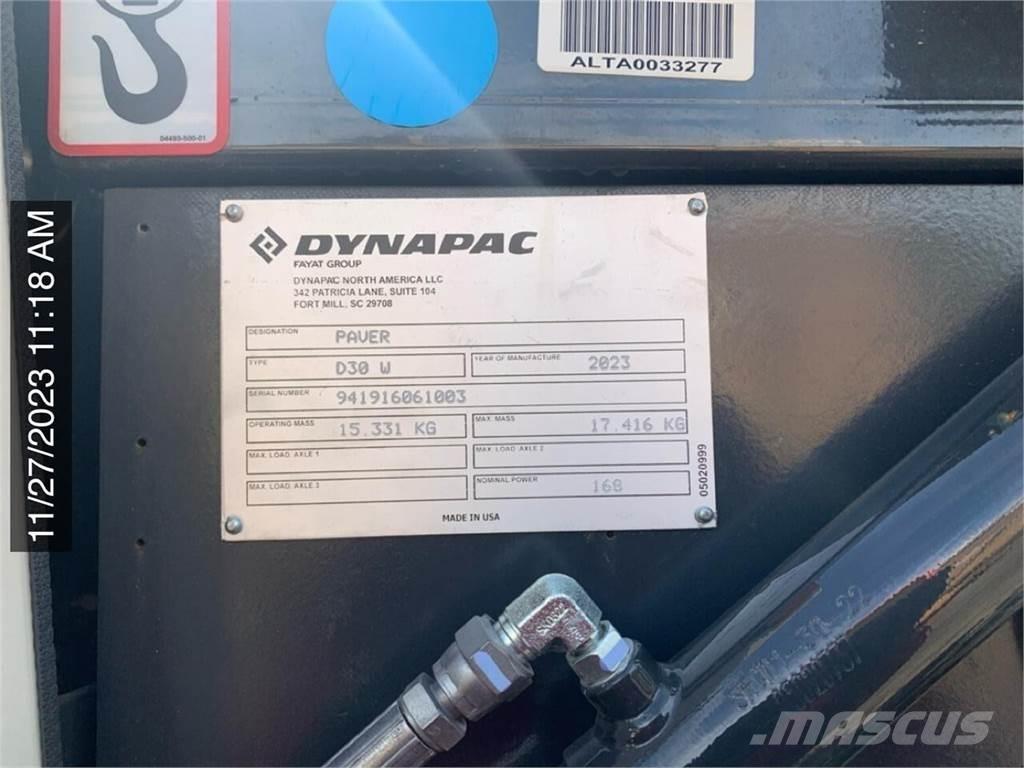 04493-500-01
ALTA0033277
11/27/2023 11:18 AM
DYNAPAC
FAYAT GROUP
DYNAPAC NORTH AMERICA LLC
342 PATRICIA LANE, SUITE 104
FORT MILL, SC 29708
DESIGNATION PAVER
TYPE D30 W YEAR OF MANUFACTURE 2023
SERIAL NUMBER 941916061003
OPERATING MASS 15.331 KG MAX. MASS 17.416 KG
MAX. LOAD. AXLE 1 MAX. LOAD. AXLE 2
MAX. LOAD. AXLE 3 NOMINAL POWER 168
05020999
MADE IN USA
MASCUS